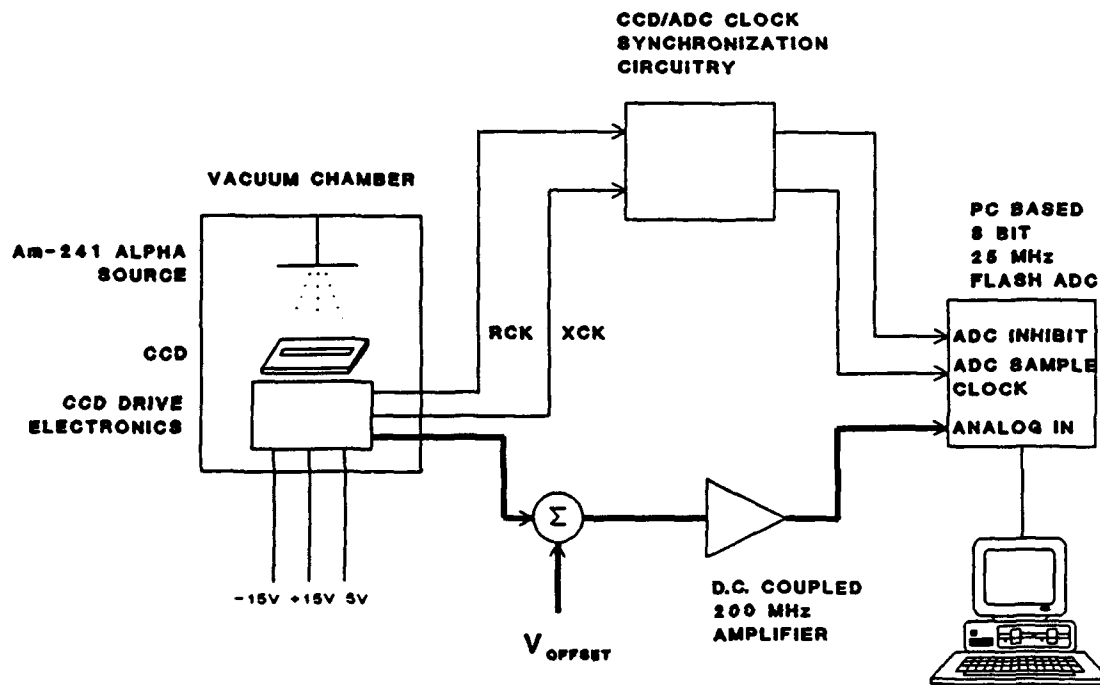 CCD/ADC CLOCK
SYNCHRONIZATION
CIRCUITRY
VACUUM CHAMBER
Am-241 ALPHA
SOURCE
CCD
CCD DRIVE
ELECTRONICS
RCK
XCK
PC BASED
8 BIT
25 MHz
FLASH ADC
ADC INHIBIT
ADC SAMPLE
CLOCK
ANALOG IN
Σ
-15V +15V 5V
V OFFSET
D.C. COUPLED
200 MHz
AMPLIFIER